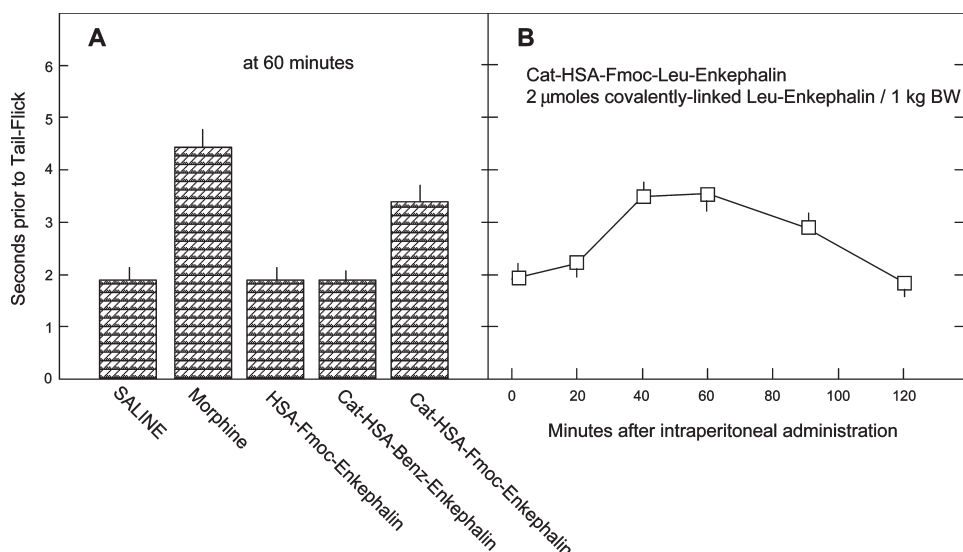 A
at 60 minutes
Seconds prior to Tail-Flick
6
5
4
3
2
1
0
SALINE
Morphine
HSA-Fmoc-Enkephalin
Cat-HSA-Benz-Enkephalin
Cat-HSA-Fmoc-Enkephalin
B
Cat-HSA-Fmoc-Leu-Enkephalin
2 μmoles covalently-linked Leu-Enkephalin / 1 kg BW
0 20 40 60 80 100 120
Minutes after intraperitoneal administration